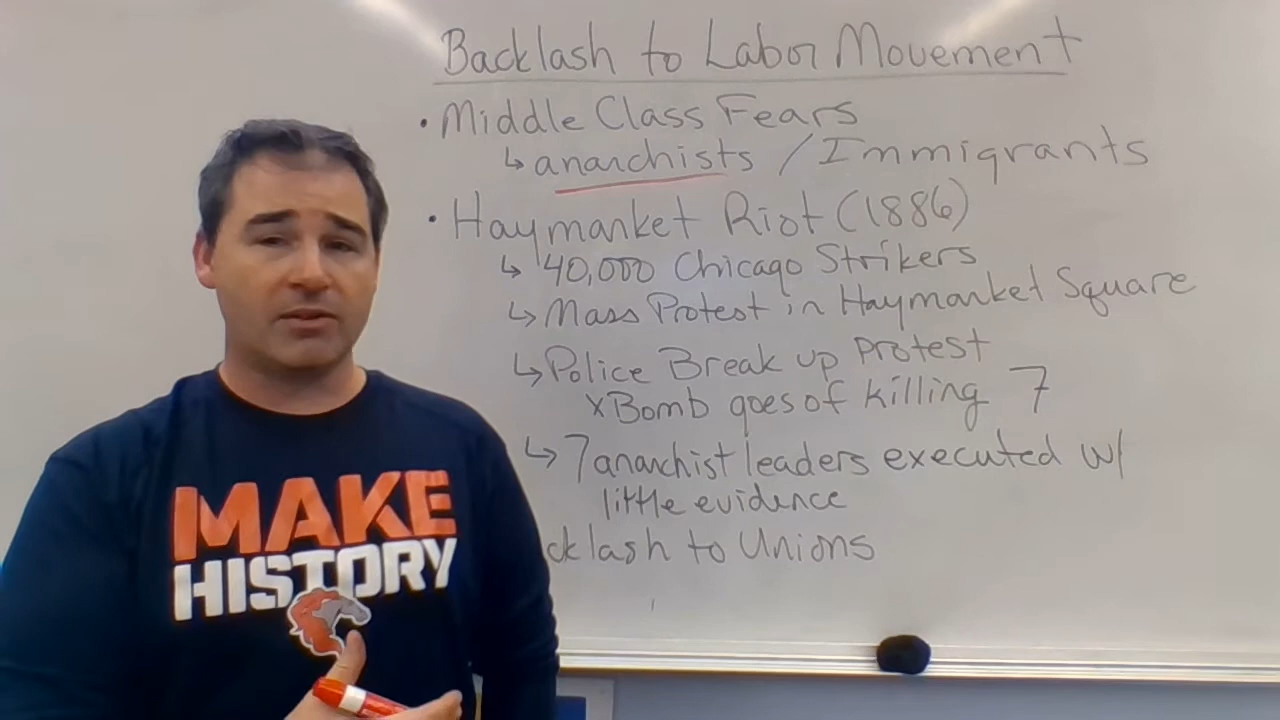 Backlash to Labor Movement
• Middle Class Fears
↳ anarchists / Immigrants
• Haymarket Riot (1886)
↳ 40,000 Chicago Strikers
↳ Mass Protest in Haymarket Square
↳ Police Break up protest
x Bomb goes of killing 7
↳ 7 anarchist leaders executed w/
little evidence
cklash to Unions
MAKE
HISTORY